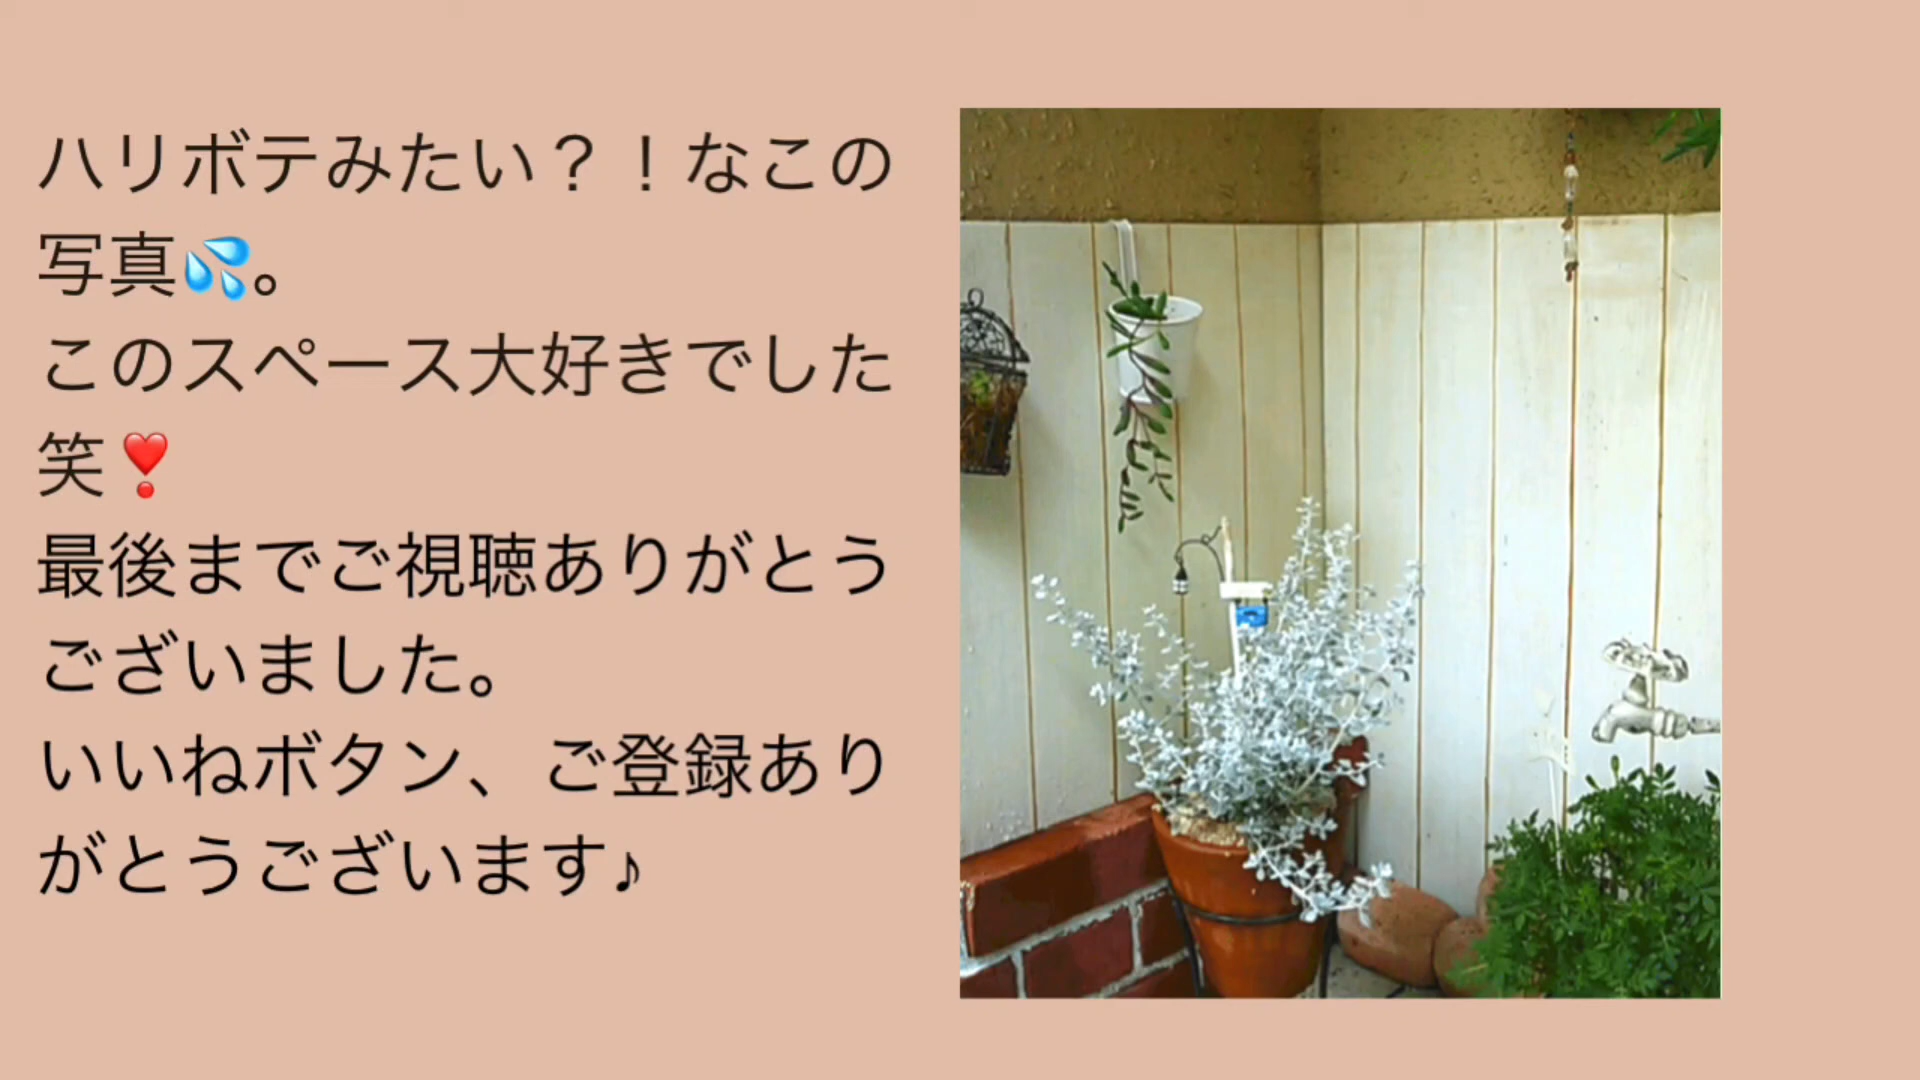 ハリボテみたい？！なこの
写真💦。
このスペース大好きでした
笑❣️
最後までご視聴ありがとう
ございました。
いいねボタン、ご登録あり
がとうございます♪